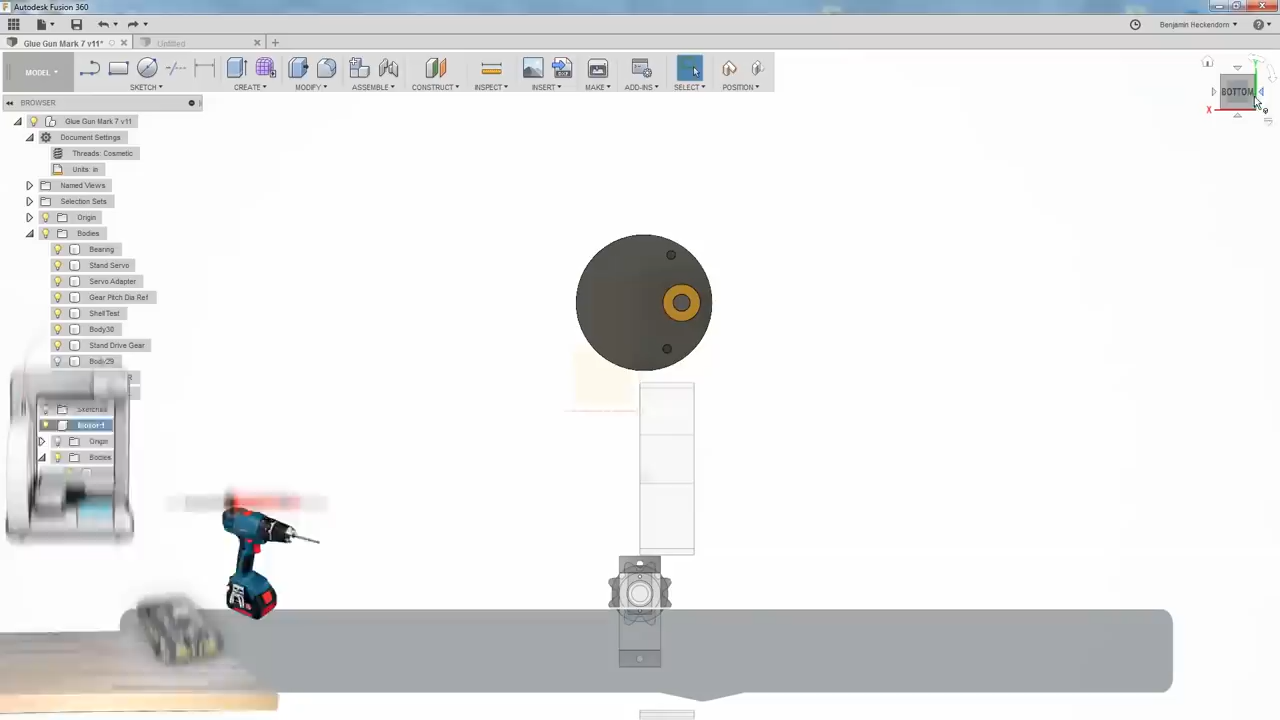 Autodesk Fusion 360
Benjamin Heckendorn
Glue Gun Mark 7 v11*
Untitled
MODEL
SKETCH
CREATE
MODIFY
ASSEMBLE
CONSTRUCT
INSPECT
INSERT
MAKE
ADD-INS
SELECT
POSITION
BOTTOM
X
BROWSER
Glue Gun Mark 7 v11
Document Settings
Threads: Cosmetic
Units: in
Named Views
Selection Sets
Origin
Bodies
Bearing
Stand Servo
Servo Adapter
Gear Pitch Dia Ref
ShellTest
Body30
Stand Drive Gear
Body29
Sketches
Origin
Bodies